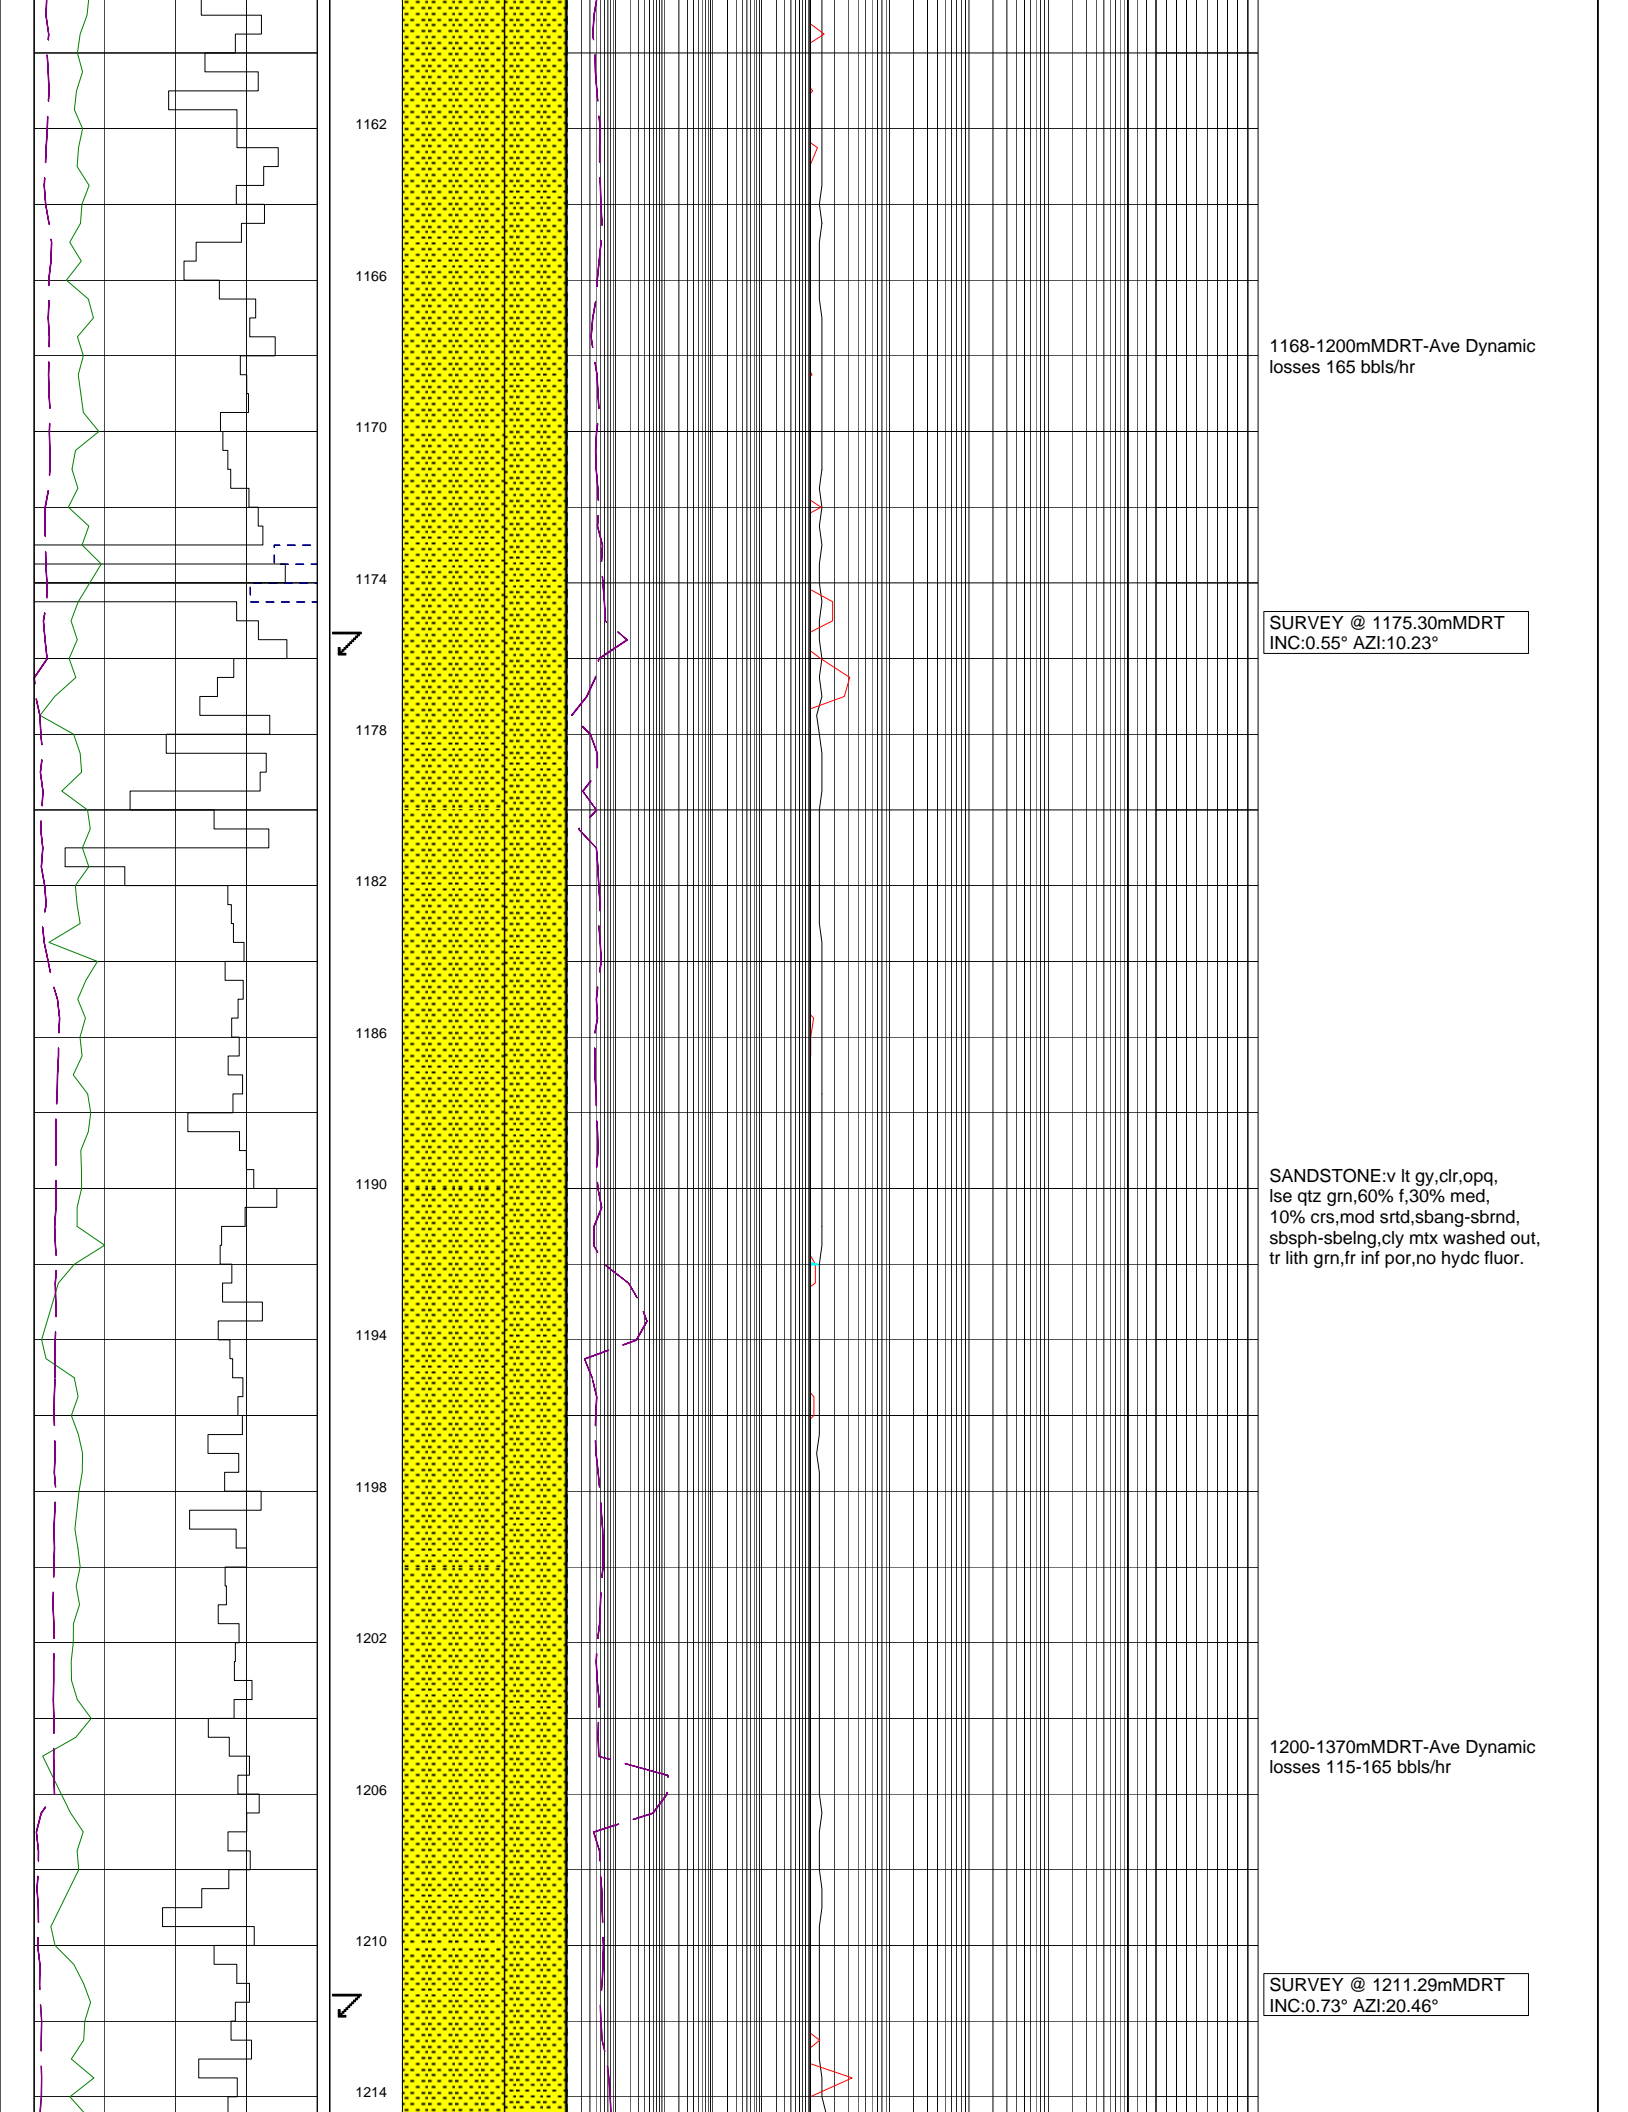 1162
1166
1168-1200mMDRT-Ave Dynamic
losses 165 bbls/hr
1170
1174
SURVEY @ 1175.30mMDRT
INC:0.55° AZI:10.23°
1178
1182
1186
1190
SANDSTONE:v lt gy,clr,opq,
lse qtz grn,60% f,30% med,
10% crs,mod srtd,sbang-sbrnd,
sbsph-sbelng,cly mtx washed out,
tr lith grn,fr inf por,no hydc fluor.
1194
1198
1202
1200-1370mMDRT-Ave Dynamic
losses 115-165 bbls/hr
1206
1210
SURVEY @ 1211.29mMDRT
INC:0.73° AZI:20.46°
1214